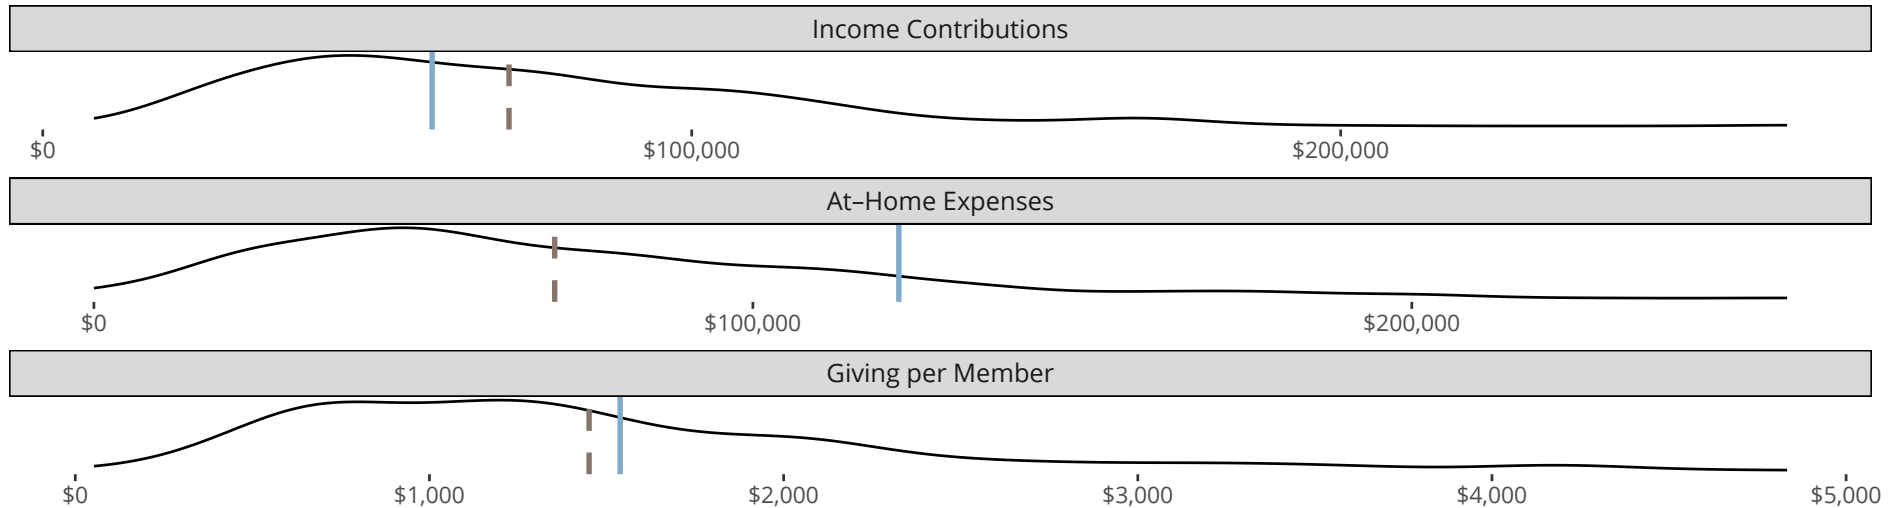 Income Contributions
$0 $100,000 $200,000
At–Home Expenses
$0 $100,000 $200,000
Giving per Member
$0 $1,000 $2,000 $3,000 $4,000 $5,000